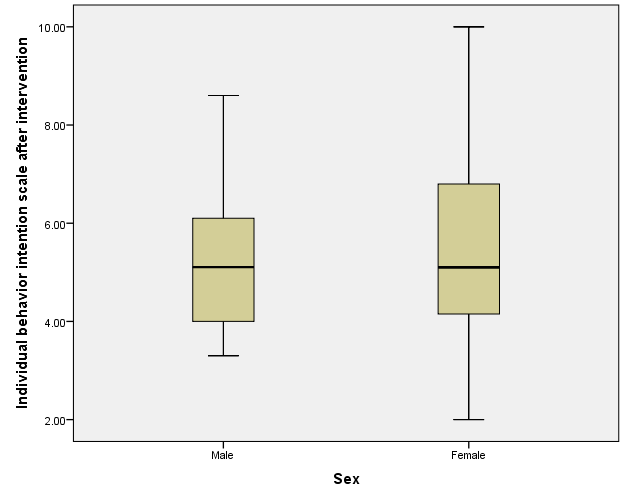 Individual behavior intention scale after intervention
10.00
8.00
6.00
4.00
2.00
Male
Female
Sex